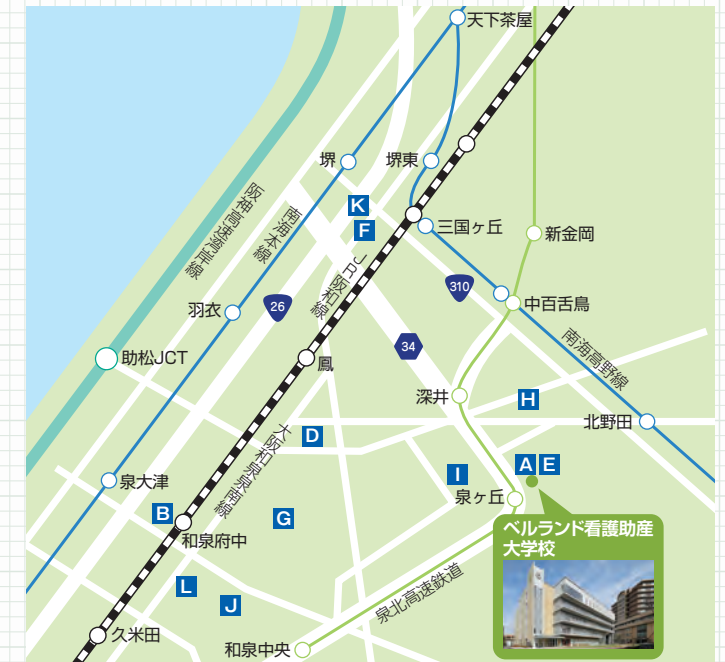 天下茶屋
堺
堺東
K
F
三国ヶ丘
新金岡
阪神高速湾岸線
南海本線
JR阪和線
310
26
中百舌鳥
羽衣
34
助松JCT
鳳
南海高野線
深井
H
北野田
大阪和泉泉南線
D
A
E
I
泉ヶ丘
泉大津
B
G
和泉府中
ベルランド看護助産
大学校
L
J
泉北高速鉄道
久米田
和泉中央